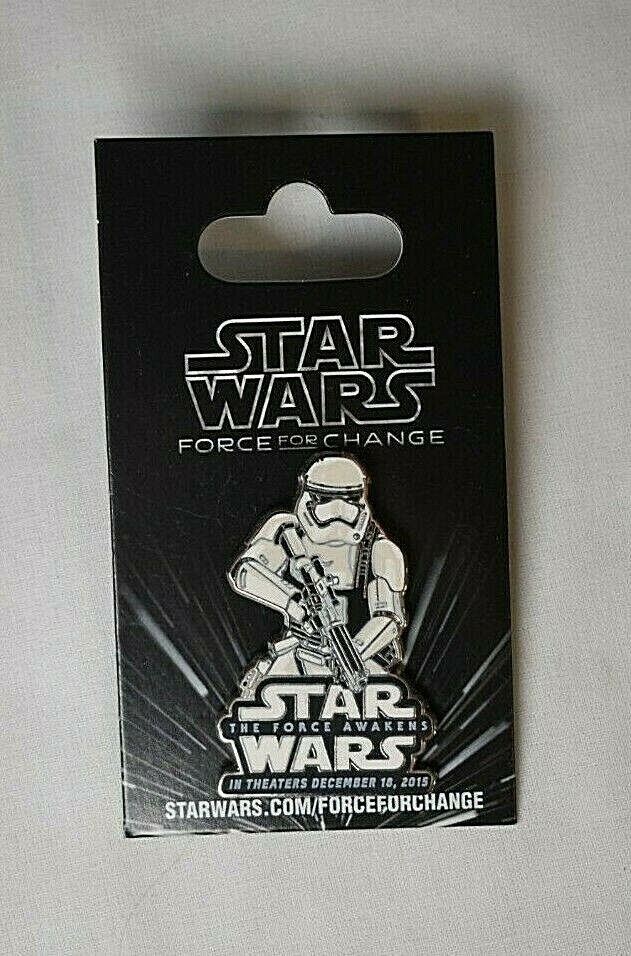 STAR
WARS
FORCE FOR CHANGE
STAR
THE FORCE AWAKENS
WARS
IN THEATERS DECEMBER 18, 2015
STARWARS.COM/FORCEFORCHANGE